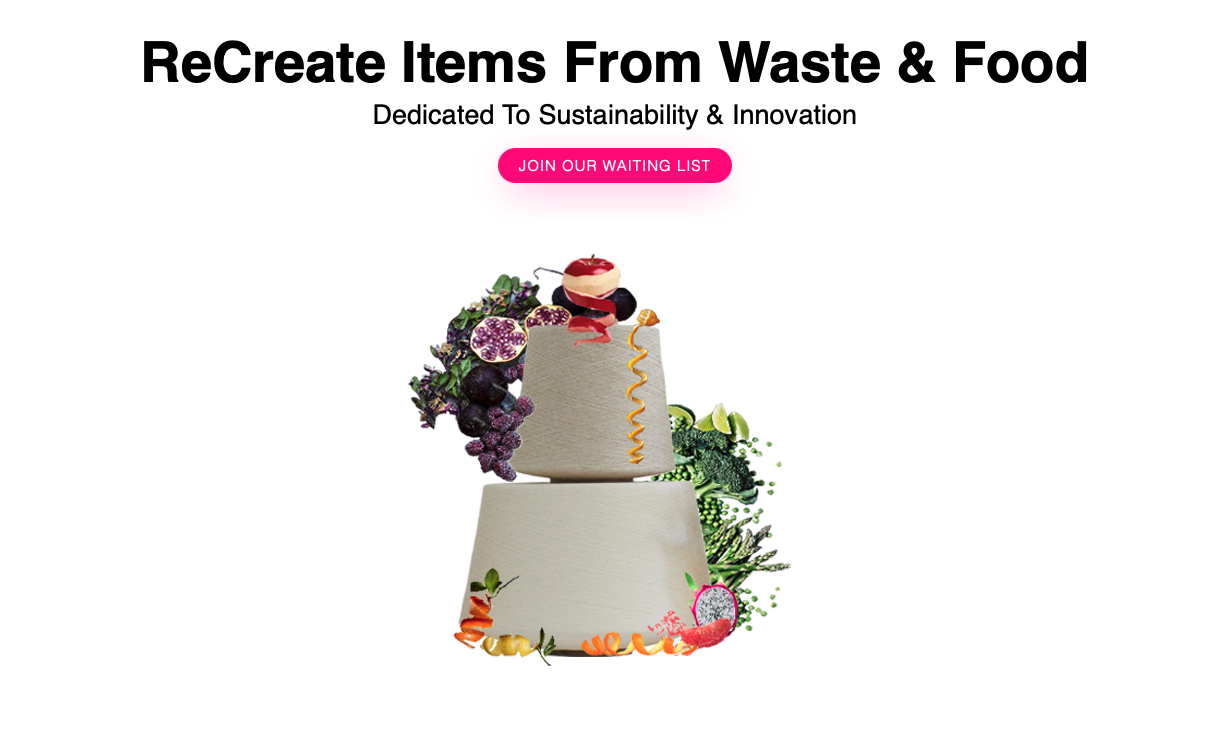 ReCreate Items From Waste & Food
Dedicated To Sustainability & Innovation
JOIN OUR WAITING LIST